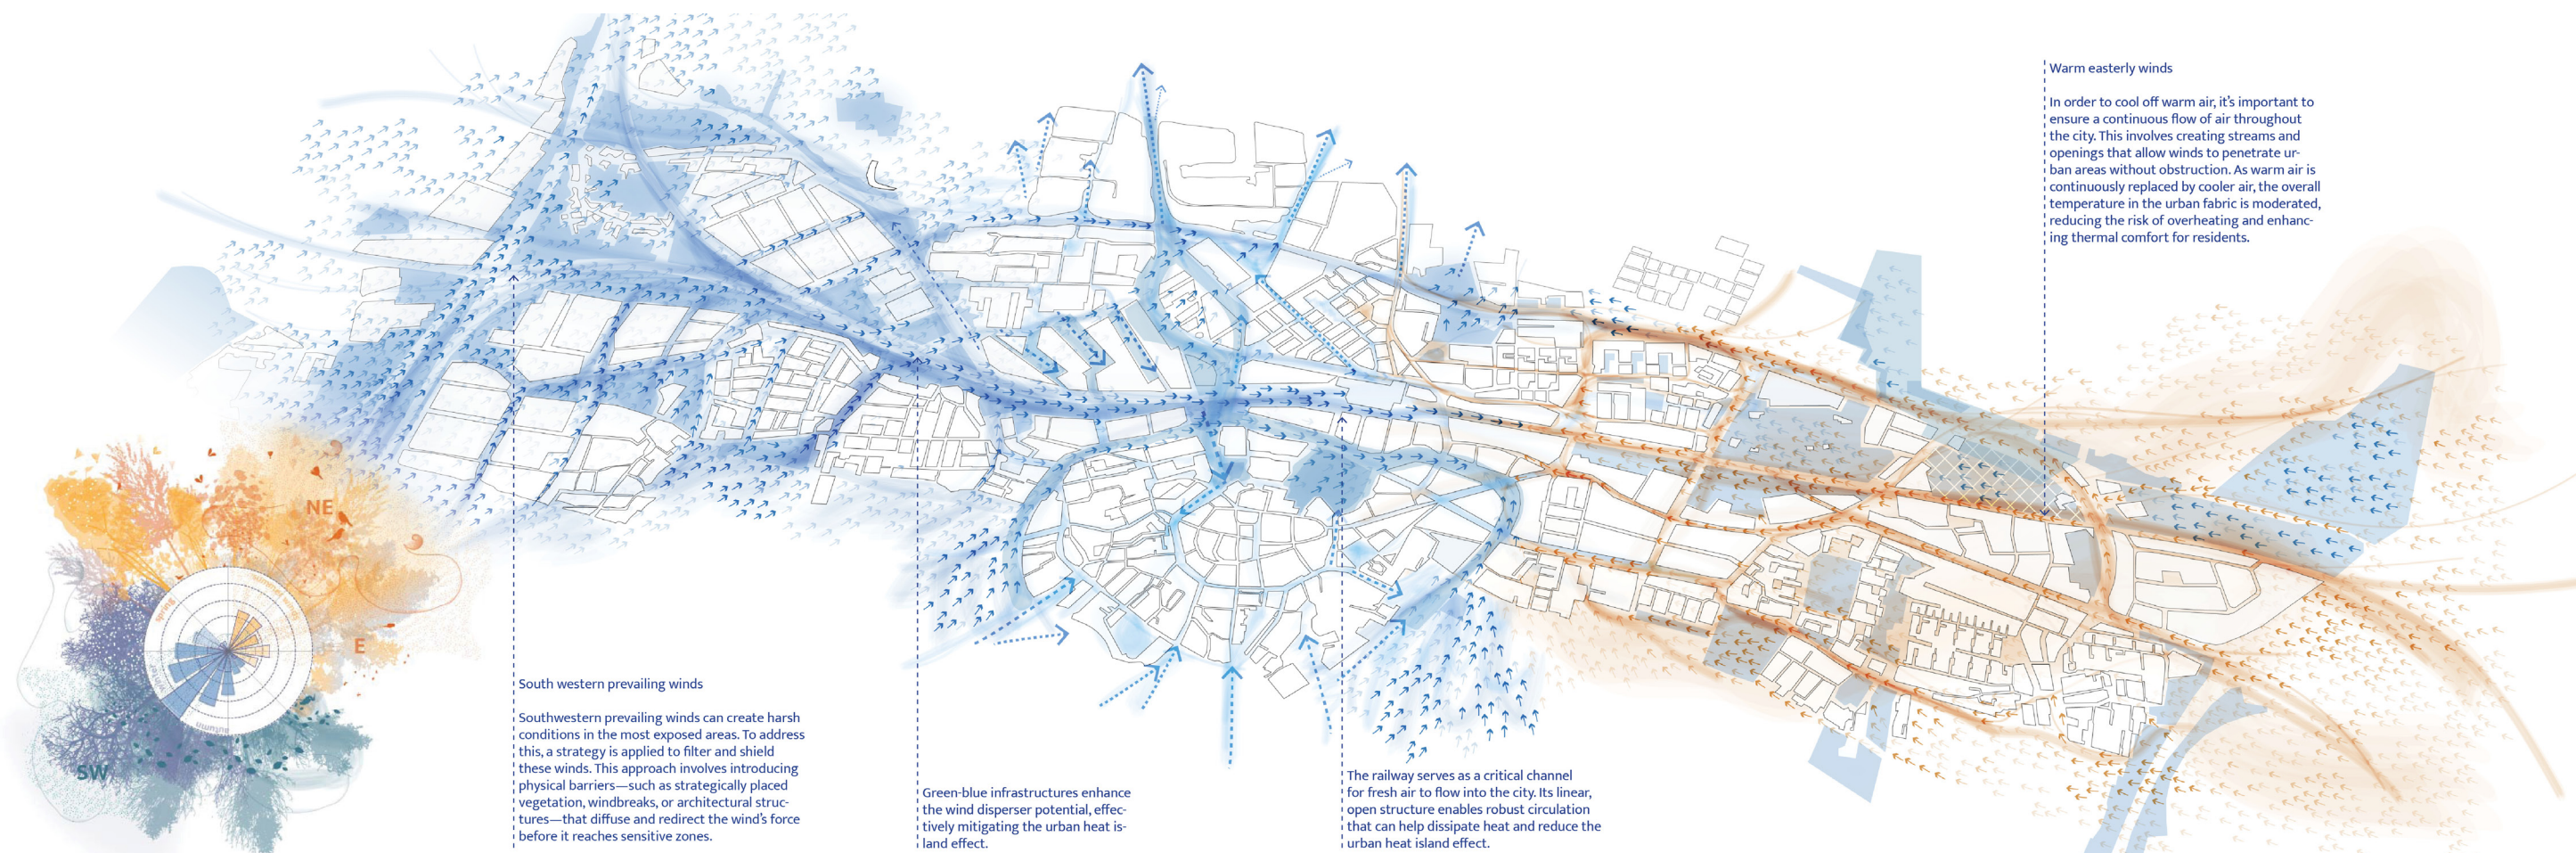 Warm easterly winds
In order to cool off warm air, it's important to
ensure a continuous flow of air throughout
the city. This involves creating streams and
openings that allow winds to penetrate ur-
ban areas without obstruction. As warm air is
continuously replaced by cooler air, the overall
temperature in the urban fabric is moderated,
reducing the risk of overheating and enhanc-
ing thermal comfort for residents.
NE
E
SW
spring
summer winds
winter
autumn
South western prevailing winds
Southwestern prevailing winds can create harsh
conditions in the most exposed areas. To address
this, a strategy is applied to filter and shield
these winds. This approach involves introducing
physical barriers—such as strategically placed
vegetation, windbreaks, or architectural struc-
tures—that diffuse and redirect the wind's force
before it reaches sensitive zones.
Green-blue infrastructures enhance
the wind disperser potential, effec-
tively mitigating the urban heat is-
land effect.
The railway serves as a critical channel
for fresh air to flow into the city. Its linear,
open structure enables robust circulation
that can help dissipate heat and reduce the
urban heat island effect.